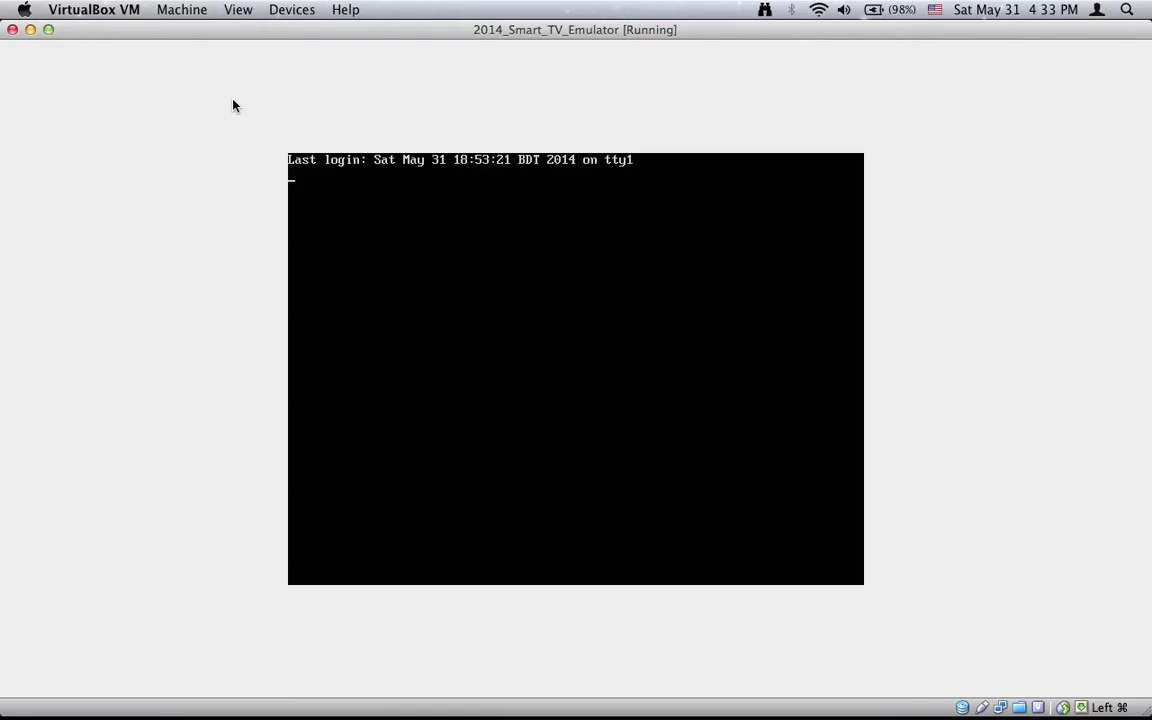 VirtualBox VM Machine View Devices Help (98%) Sat May 31 4 33 PM
2014_Smart_TV_Emulator [Running]
Last login: Sat May 31 18:53:21 BDT 2014 on tty1
Left ⌘